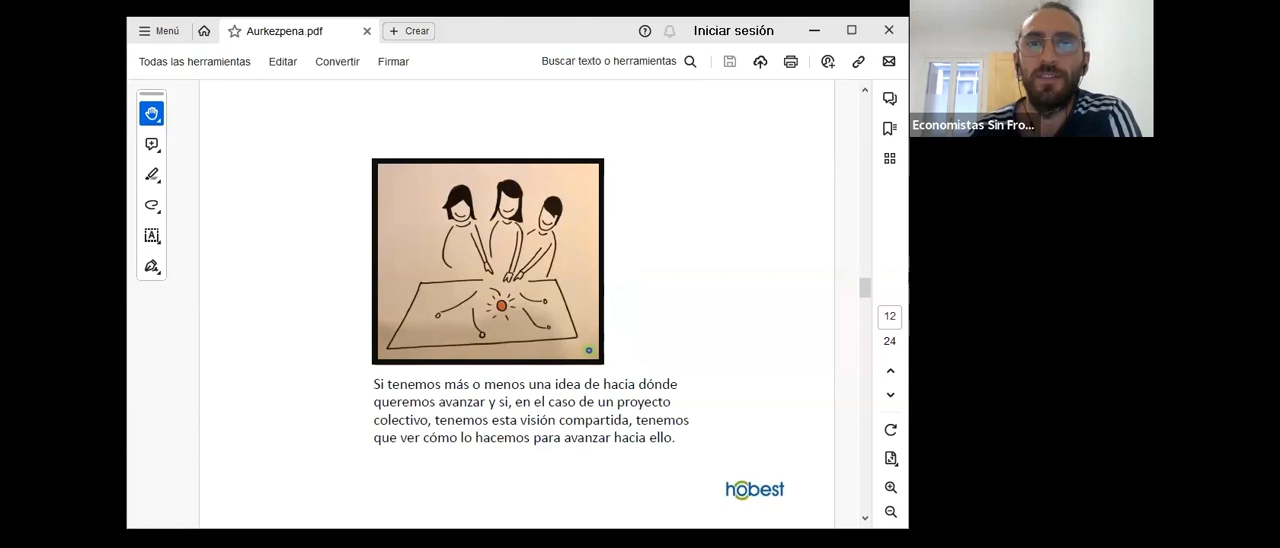 Menú
Aurkezpena.pdf
Crear
Iniciar sesión
Todas las herramientas
Editar
Convertir
Firmar
Buscar texto o herramientas
Economistas Sin Fro...
Si tenemos más o menos una idea de hacia dónde
queremos avanzar y si, en el caso de un proyecto
colectivo, tenemos esta visión compartida, tenemos
que ver cómo lo hacemos para avanzar hacia ello.
12
24
hobest